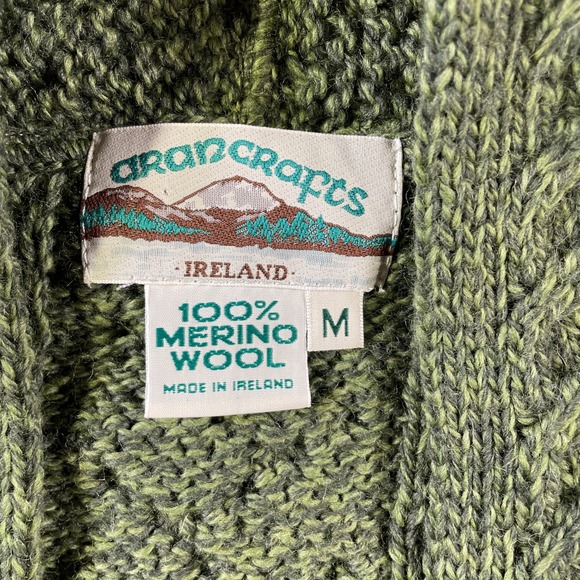 arancrafts
· IRELAND ·
100%
MERINO
WOOL
MADE IN IRELAND
M